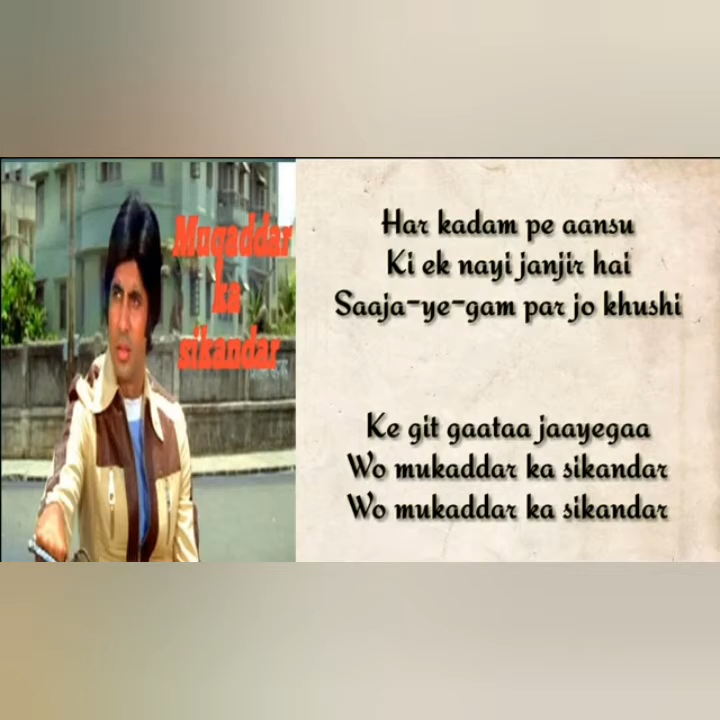 Muqaddar
ka
sikandar
Har kadam pe aansu
Ki ek nayi janjir hai
Saaja-ye-gam par jo khushi
Ke git gaataa jaayegaa
Wo mukaddar ka sikandar
Wo mukaddar ka sikandar